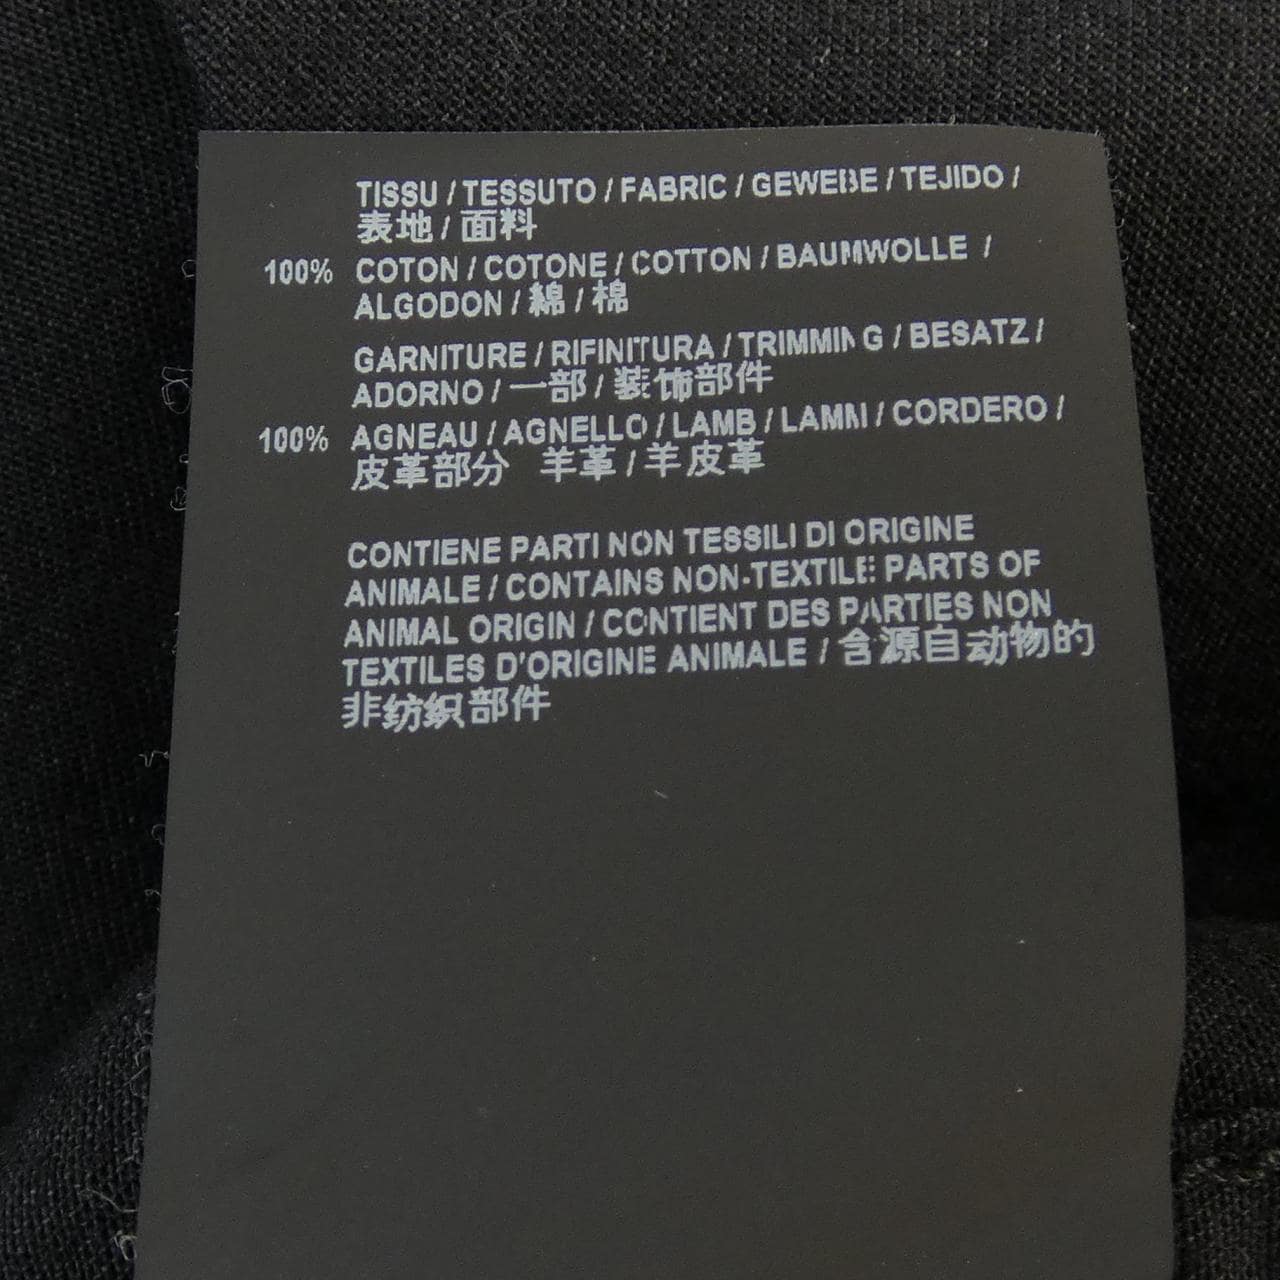 TISSU / TESSUTO / FABRIC / GEWEBE / TEJIDO /
表地 / 面料
100% COTON / COTONE / COTTON / BAUMWOLLE /
ALGODON / 綿 / 棉
GARNITURE / RIFINITURA / TRIMMING / BESATZ /
ADORNO / 一部 / 装饰部件
100% AGNEAU / AGNELLO / LAMB / LAMM / CORDERO /
皮革部分 羊革 / 羊皮革
CONTIENE PARTI NON TESSILI DI ORIGINE
ANIMALE / CONTAINS NON-TEXTILE PARTS OF
ANIMAL ORIGIN / CONTIENT DES PARTIES NON
TEXTILES D'ORIGINE ANIMALE / 含源自动物的
非纺织部件